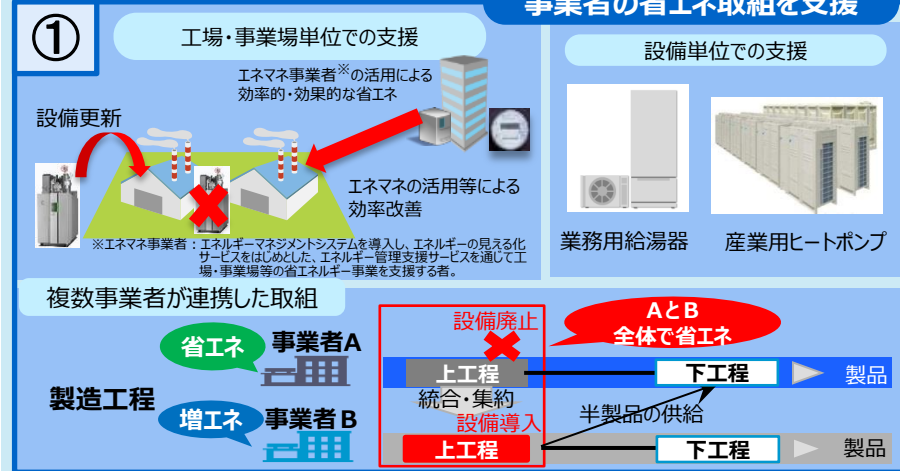 事業者の省エネ取組を支援
①
工場・事業場単位での支援
エネマネ事業者※の活用による
効率的・効果的な省エネ
設備更新
エネマネの活用等による
効率改善
※エネマネ事業者：エネルギーマネジメントシステムを導入し、エネルギーの見える化
サービスをはじめとした、エネルギー管理支援サービスを通じて工
場・事業場等の省エネルギー事業を支援する者。
設備単位での支援
業務用給湯器
産業用ヒートポンプ
複数事業者が連携した取組
製造工程
省エネ
事業者A
増エネ
事業者B
設備廃止
AとB
全体で省エネ
上工程
下工程
製品
統合・集約
設備導入
半製品の供給
上工程
下工程
製品